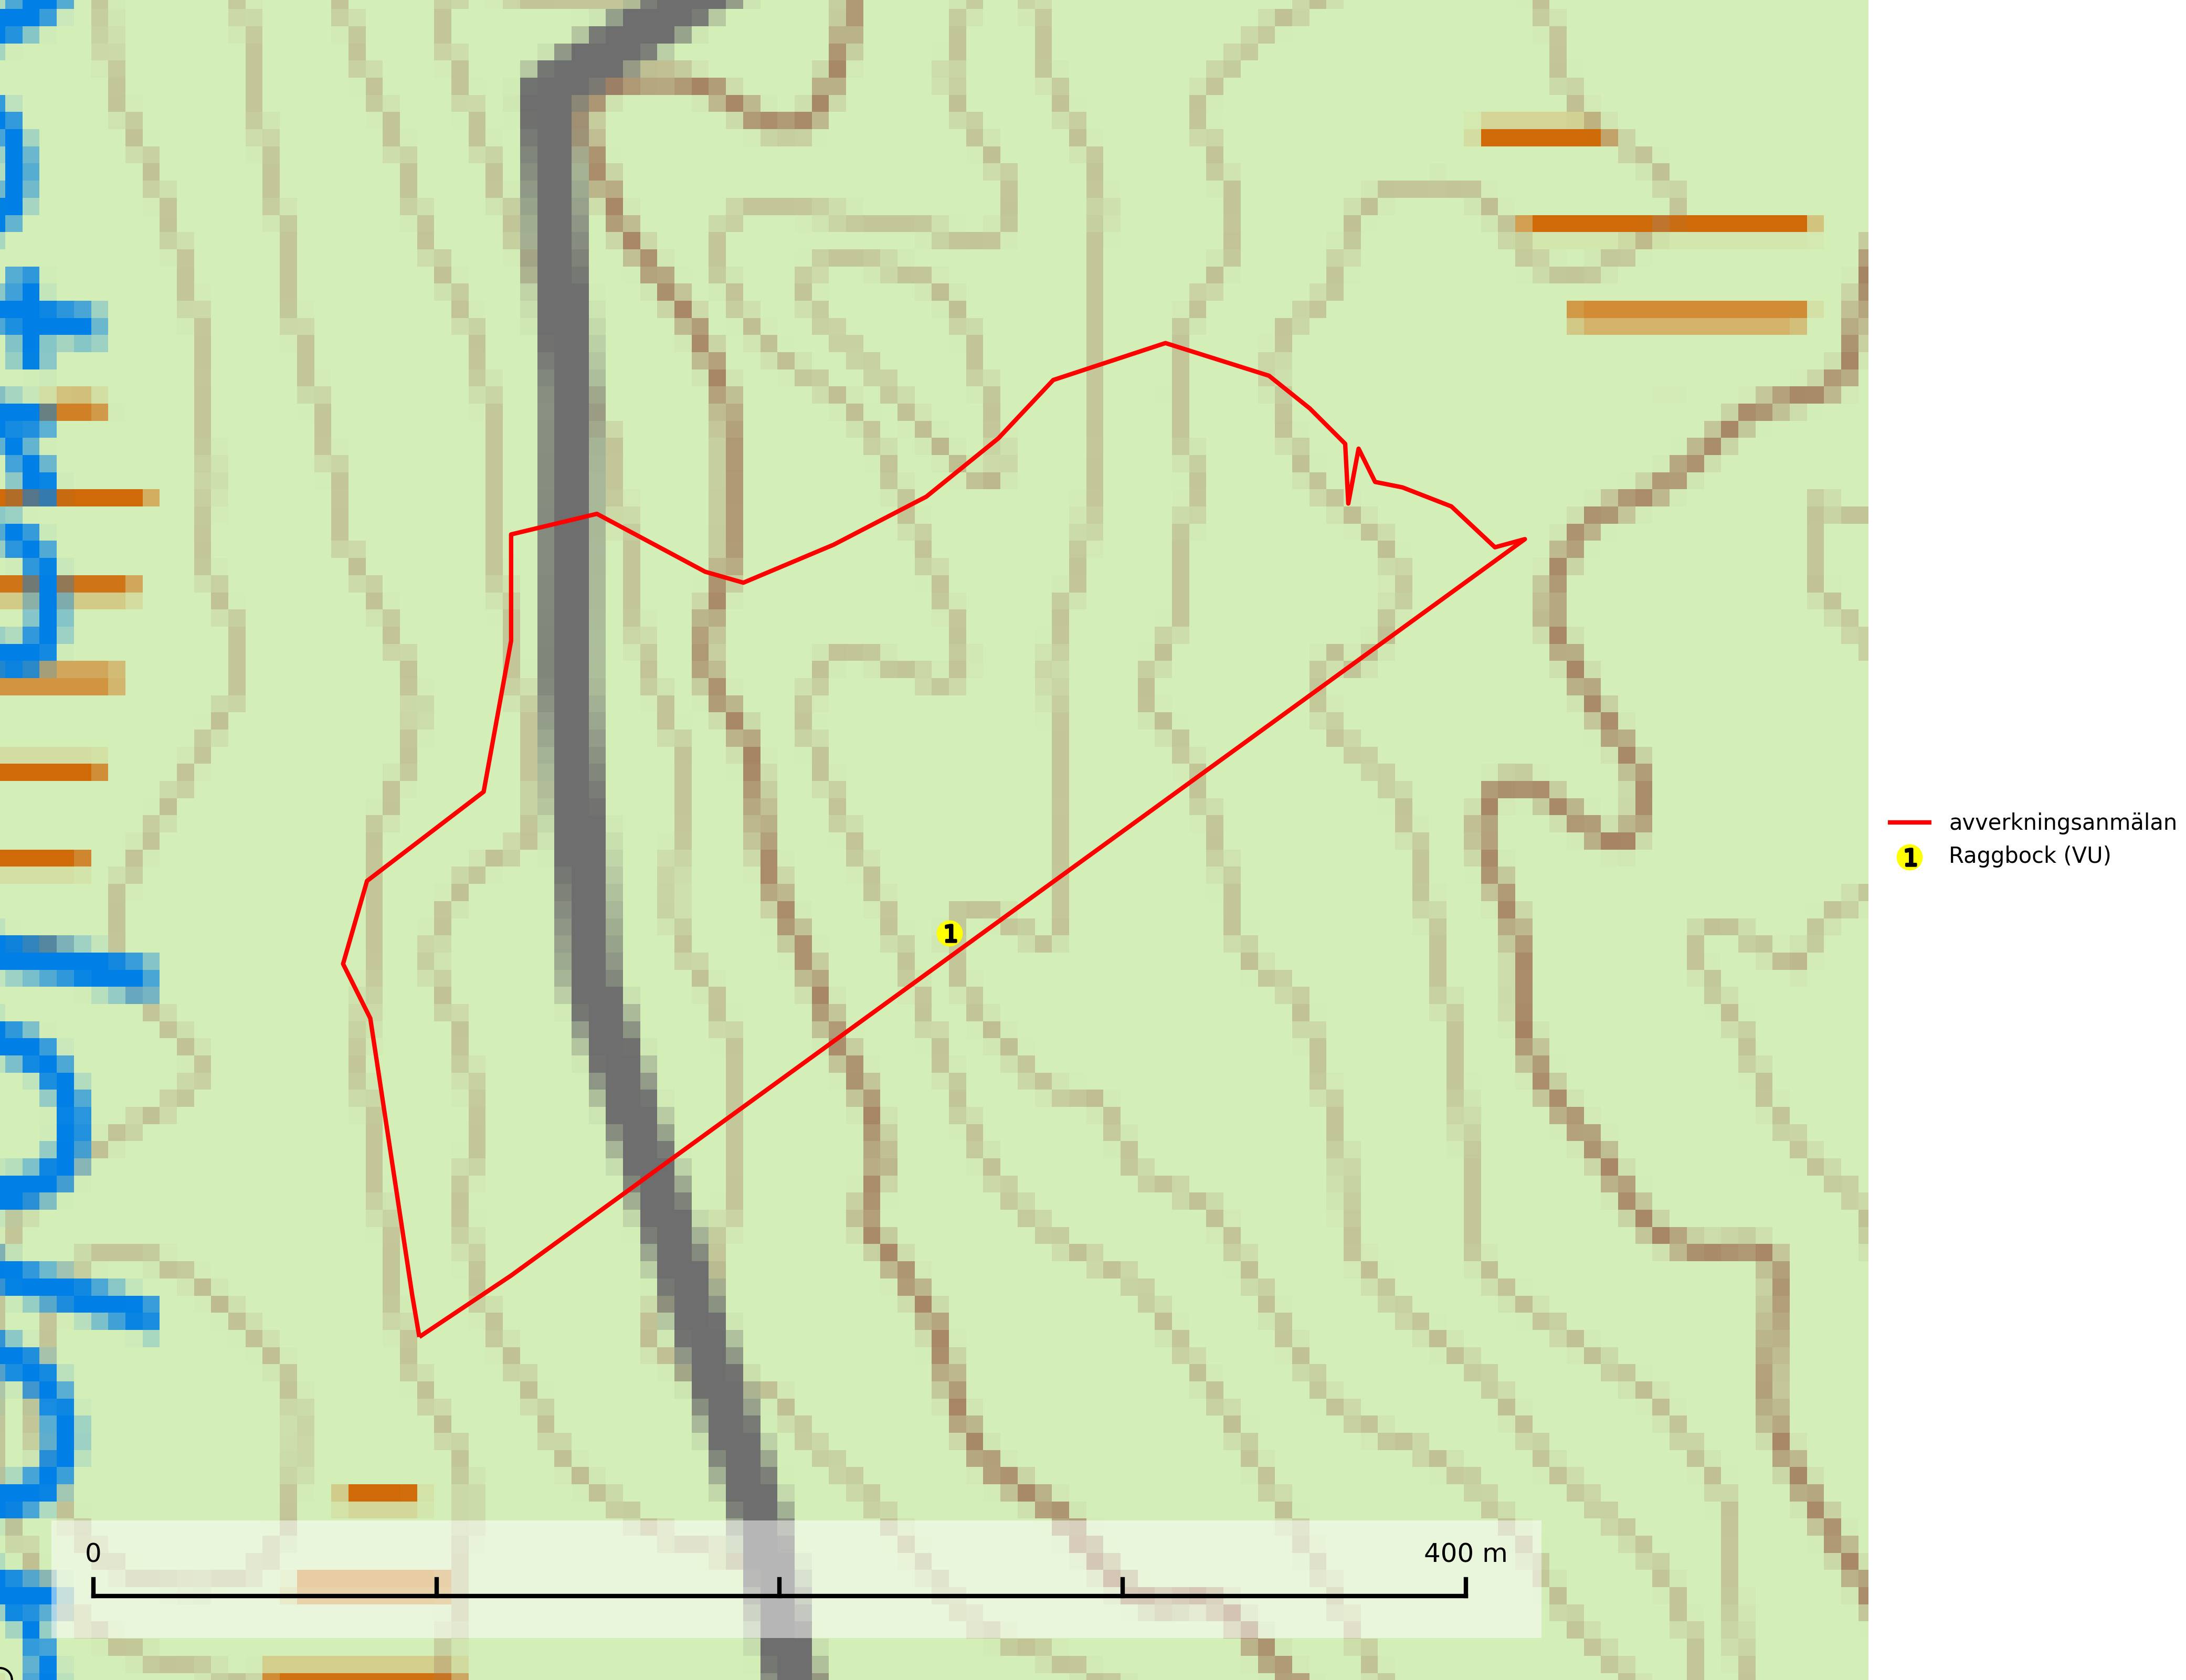 1
avverkningsanmälan
1 Raggbock (VU)
0 400 m